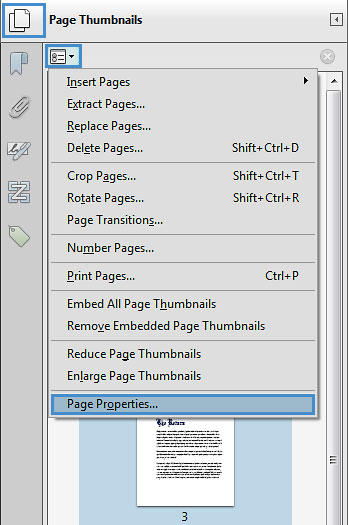 Page Thumbnails
Insert Pages
Extract Pages...
Replace Pages...
Delete Pages... Shift+Ctrl+D
Crop Pages... Shift+Ctrl+T
Rotate Pages... Shift+Ctrl+R
Page Transitions...
Number Pages...
Print Pages... Ctrl+P
Embed All Page Thumbnails
Remove Embedded Page Thumbnails
Reduce Page Thumbnails
Enlarge Page Thumbnails
Page Properties...
The Return
3